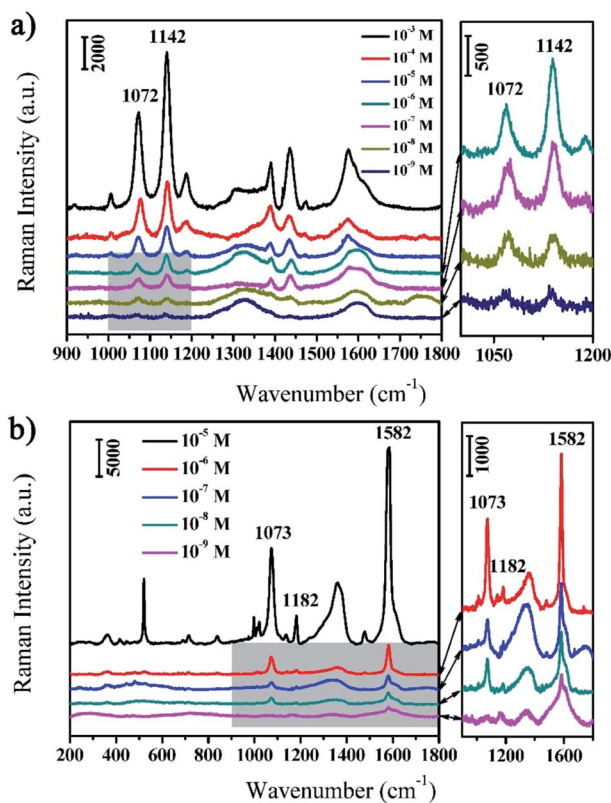 a)
2000
1142
1072
10⁻³ M
10⁻⁴ M
10⁻⁵ M
10⁻⁶ M
10⁻⁷ M
10⁻⁸ M
10⁻⁹ M
Raman Intensity (a.u.)
900 1000 1100 1200 1300 1400 1500 1600 1700 1800
Wavenumber (cm⁻¹)
500
1142
1072
1050 1200
b)
5000
10⁻⁵ M
10⁻⁶ M
10⁻⁷ M
10⁻⁸ M
10⁻⁹ M
1582
1073
1182
Raman Intensity (a.u.)
200 400 600 800 1000 1200 1400 1600 1800
Wavenumber (cm⁻¹)
1000
1582
1073
1182
1200 1600